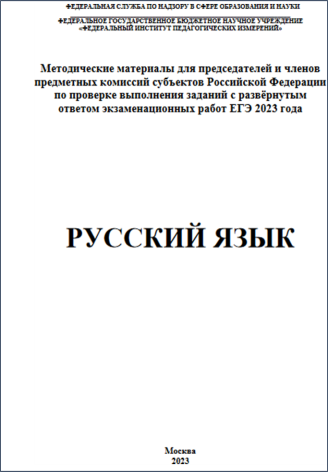 ФЕДЕРАЛЬНАЯ СЛУЖБА ПО НАДЗОРУ В СФЕРЕ ОБРАЗОВАНИЯ И НАУКИ
ФЕДЕРАЛЬНОЕ ГОСУДАРСТВЕННОЕ БЮДЖЕТНОЕ НАУЧНОЕ УЧРЕЖДЕНИЕ
«ФЕДЕРАЛЬНЫЙ ИНСТИТУТ ПЕДАГОГИЧЕСКИХ ИЗМЕРЕНИЙ»
Методические материалы для председателей и членов
предметных комиссий субъектов Российской Федерации
по проверке выполнения заданий с развёрнутым
ответом экзаменационных работ ЕГЭ 2023 года
РУССКИЙ ЯЗЫК
Москва
2023